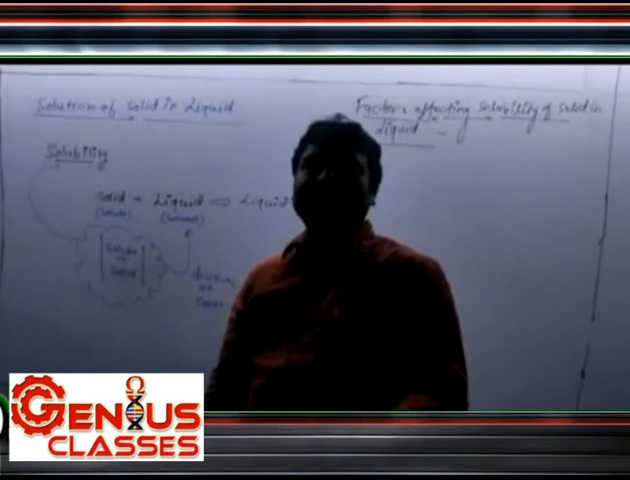 Solution of solid in Liquid
Factors affecting solubility of solid in
Liquid –
Solubility
Solid – Liquid ⇒ Liquid
(Solute) (Solvent)
Solid
GENIUS
CLASSES